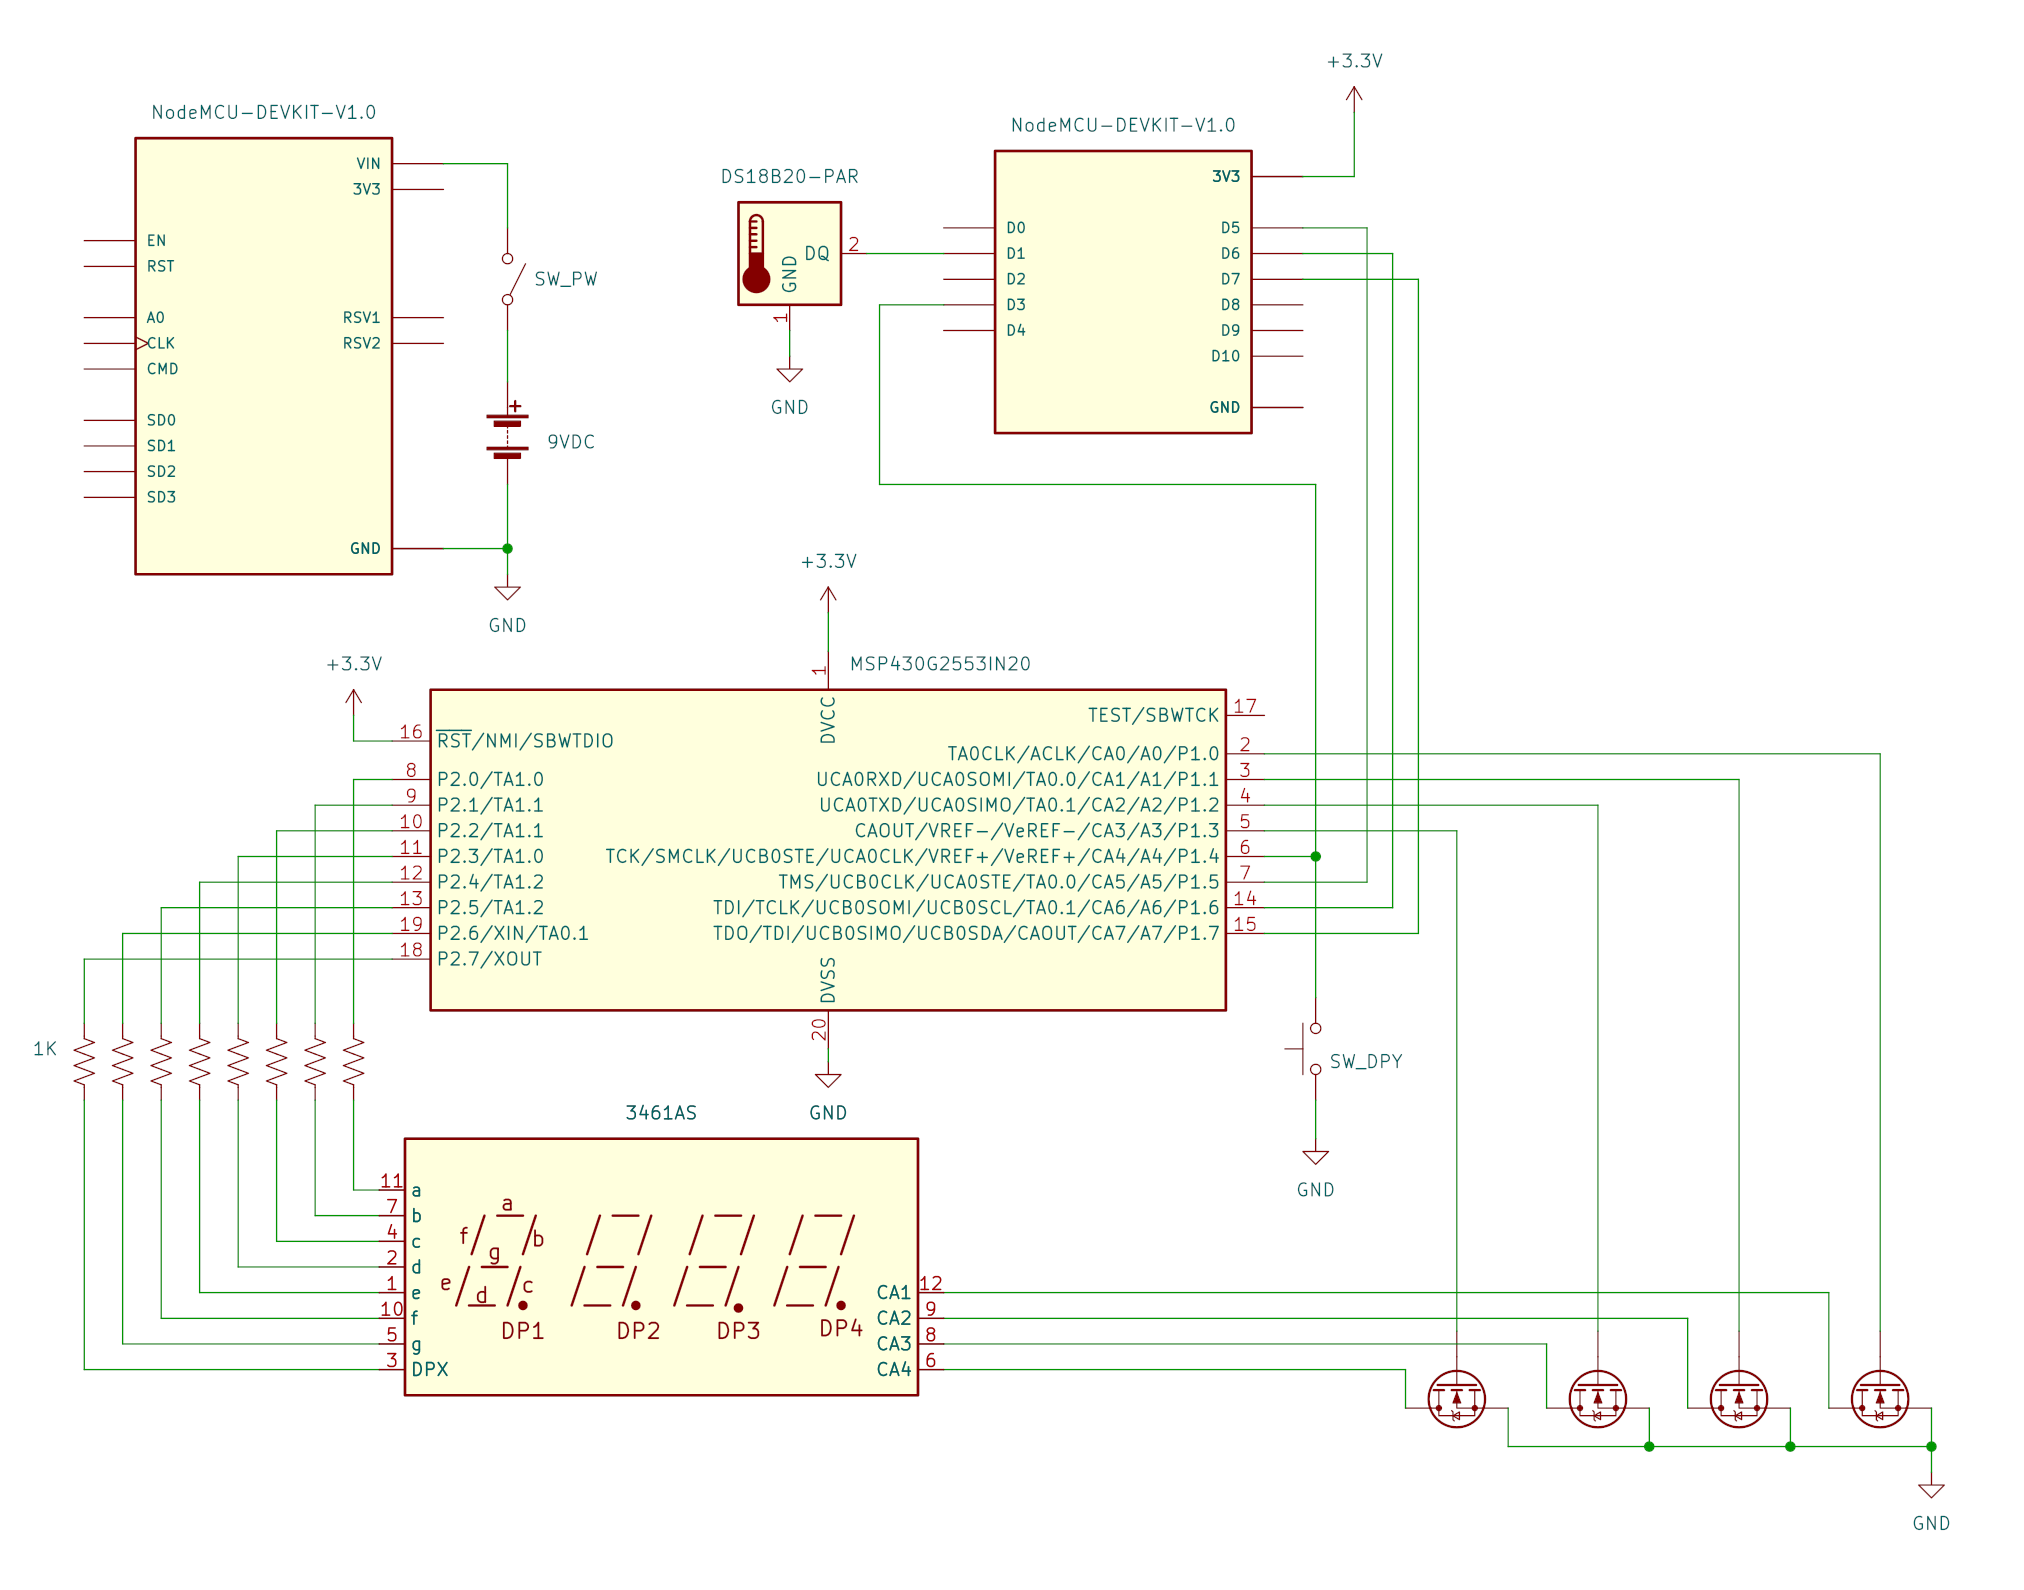 +3.3V
NodeMCU-DEVKIT-V1.0
VIN
3V3
EN
RST
A0
CLK
CMD
RSV1
RSV2
SD0
SD1
SD2
SD3
GND
SW_PW
+
9VDC
GND
DS18B20-PAR
DQ
2
GND
1
GND
NodeMCU-DEVKIT-V1.0
3V3
D0
D1
D2
D3
D4
D5
D6
D7
D8
D9
D10
GND
+3.3V
+3.3V
MSP430G2553IN20
1
DVCC
16 RST/NMI/SBWTDIO
8 P2.0/TA1.0
9 P2.1/TA1.1
10 P2.2/TA1.1
11 P2.3/TA1.0
12 P2.4/TA1.2
13 P2.5/TA1.2
19 P2.6/XIN/TA0.1
18 P2.7/XOUT
TEST/SBWTCK 17
TA0CLK/ACLK/CA0/A0/P1.0 2
UCA0RXD/UCA0SOMI/TA0.0/CA1/A1/P1.1 3
UCA0TXD/UCA0SIMO/TA0.1/CA2/A2/P1.2 4
CAOUT/VREF-/VeREF-/CA3/A3/P1.3 5
TCK/SMCLK/UCB0STE/UCA0CLK/VREF+/VeREF+/CA4/A4/P1.4 6
TMS/UCB0CLK/UCA0STE/TA0.0/CA5/A5/P1.5 7
TDI/TCLK/UCB0SOMI/UCB0SCL/TA0.1/CA6/A6/P1.6 14
TDO/TDI/UCB0SIMO/UCB0SDA/CAOUT/CA7/A7/P1.7 15
DVSS
20
GND
1K
SW_DPY
GND
3461AS
11 a
7 b
4 c
2 d
1 e
10 f
5 g
3 DPX
a
f
b
g
e
d
c
DP1
DP2
DP3
DP4
CA1 12
CA2 9
CA3 8
CA4 6
GND